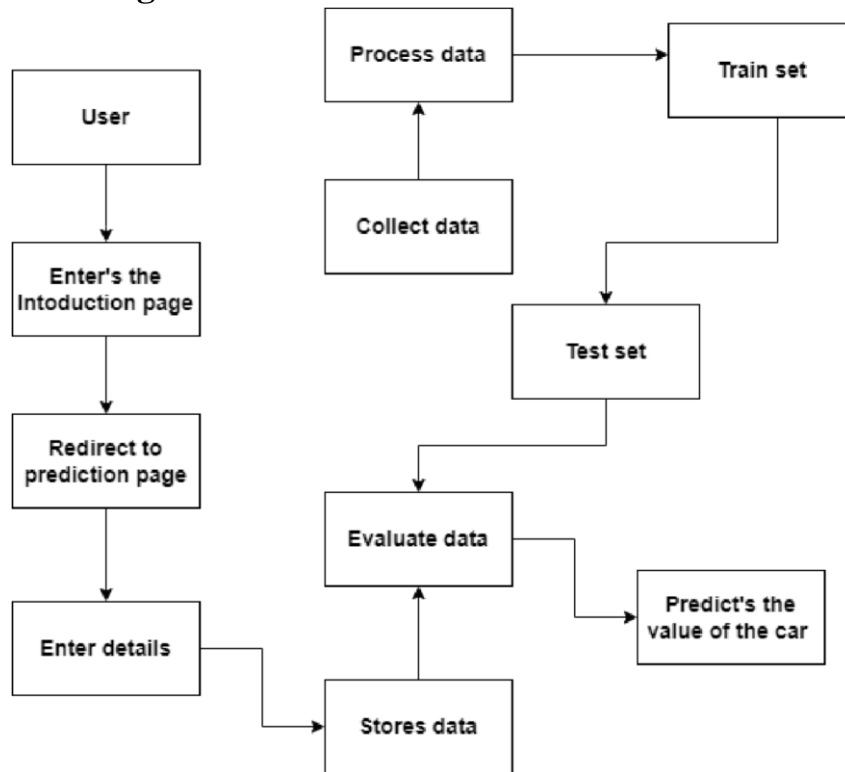 Process data
Train set
User
Collect data
Enter's the
Intoduction page
Test set
Redirect to
prediction page
Evaluate data
Predict's the
value of the car
Enter details
Stores data